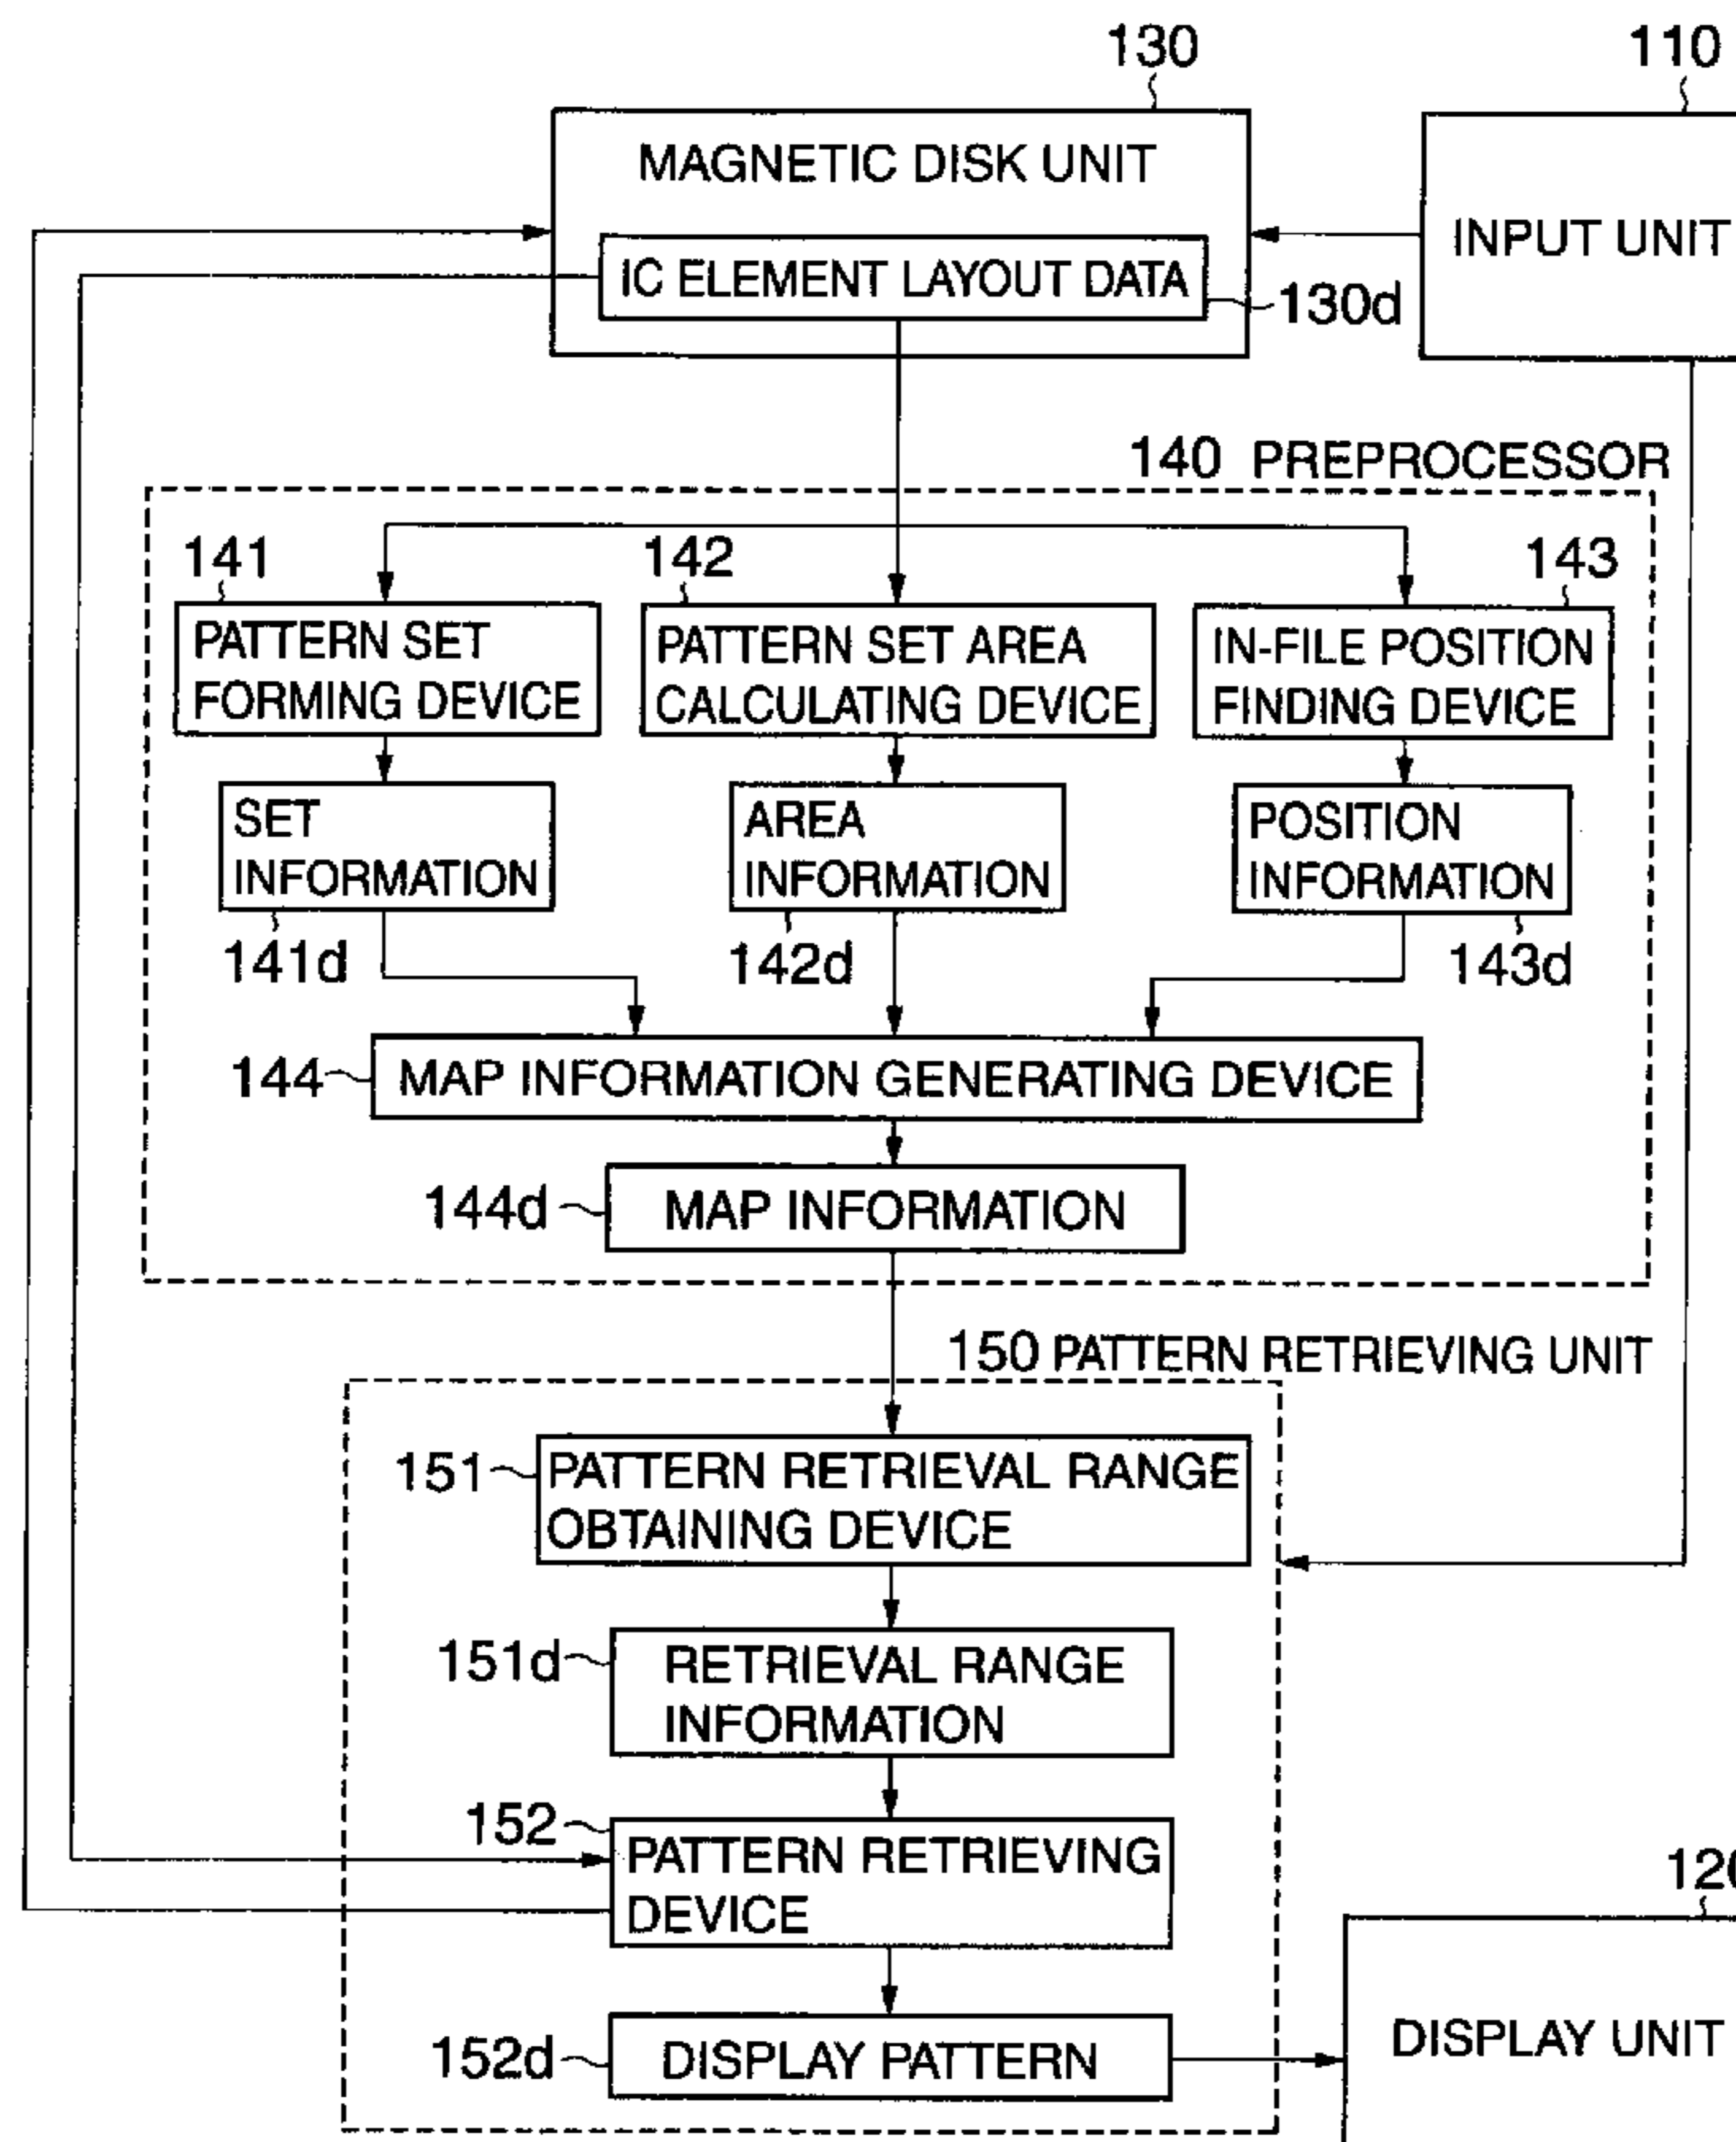 130
110
MAGNETIC DISK UNIT
INPUT UNIT
IC ELEMENT LAYOUT DATA
130d
140 PREPROCESSOR
141
142
143
PATTERN SET
FORMING DEVICE
PATTERN SET AREA
CALCULATING DEVICE
IN-FILE POSITION
FINDING DEVICE
SET
INFORMATION
AREA
INFORMATION
POSITION
INFORMATION
141d
142d
143d
144
MAP INFORMATION GENERATING DEVICE
144d
MAP INFORMATION
150 PATTERN RETRIEVING UNIT
151
PATTERN RETRIEVAL RANGE
OBTAINING DEVICE
151d
RETRIEVAL RANGE
INFORMATION
152
PATTERN RETRIEVING
DEVICE
120
152d
DISPLAY PATTERN
DISPLAY UNIT